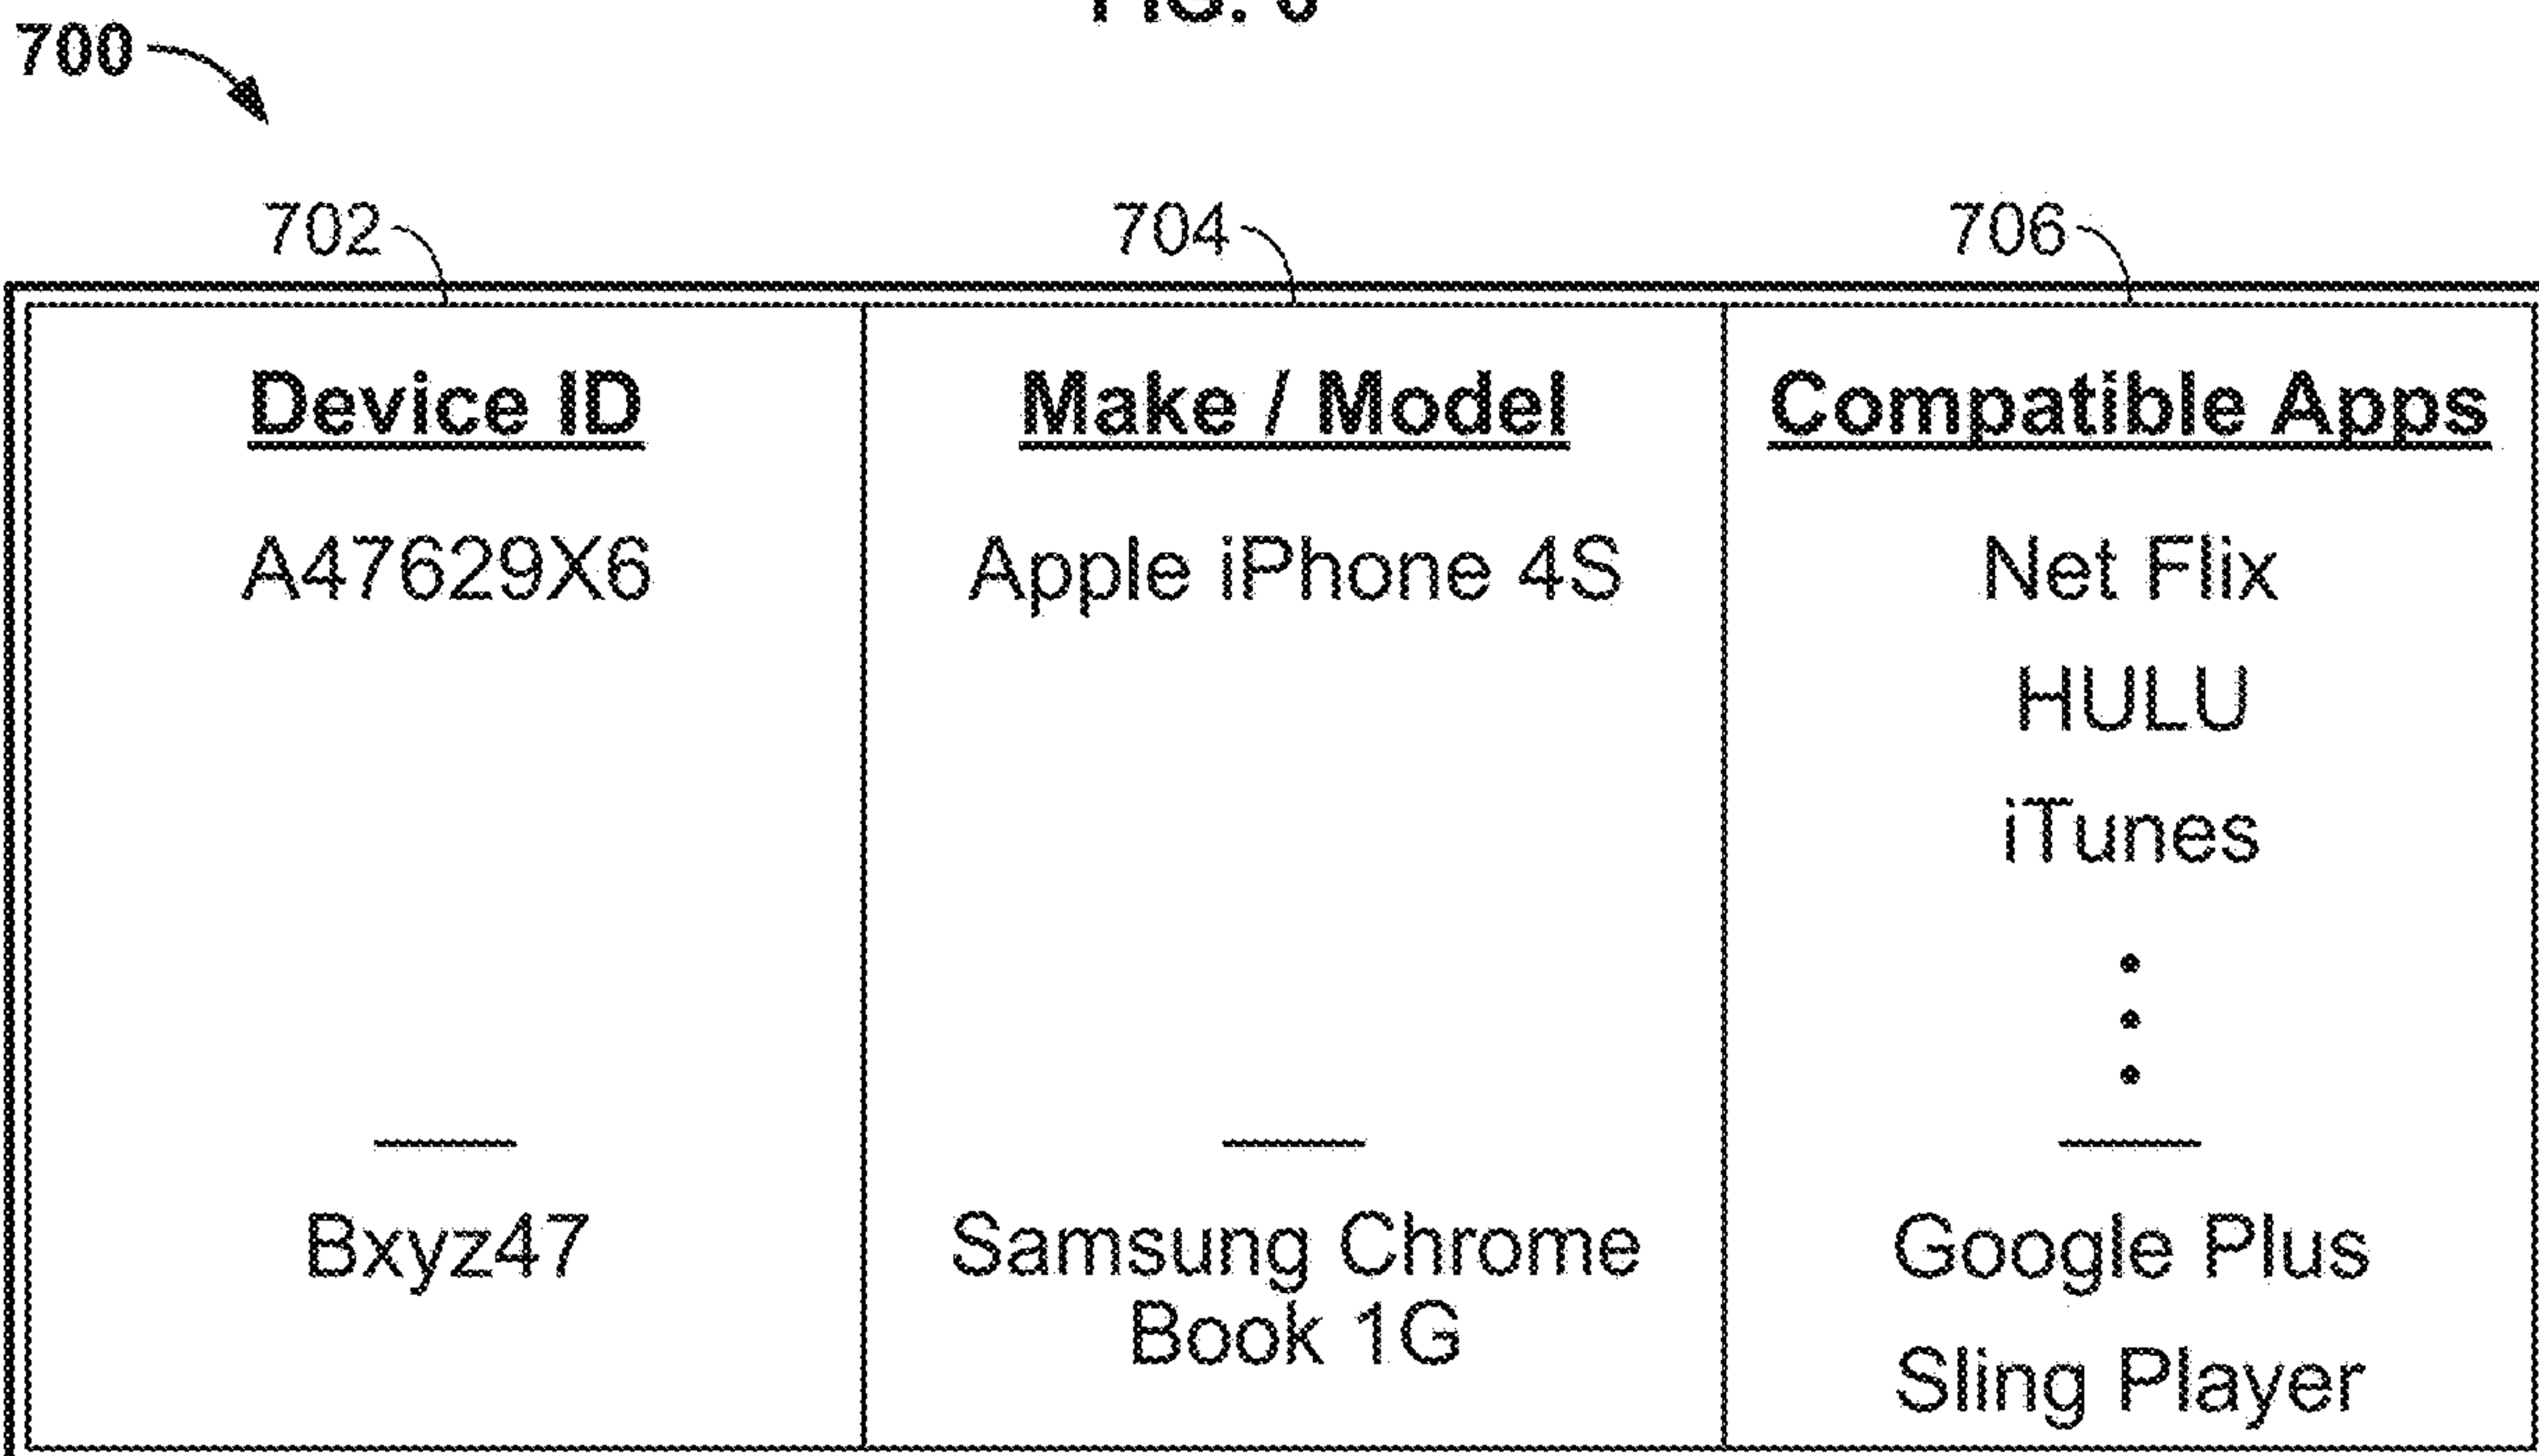 700
702 704 706
Device ID Make / Model Compatible Apps
A47629X6 Apple iPhone 4S Net Flix
HULU
iTunes
Bxyz47 Samsung Chrome Google Plus
Book 1G
Sling Player